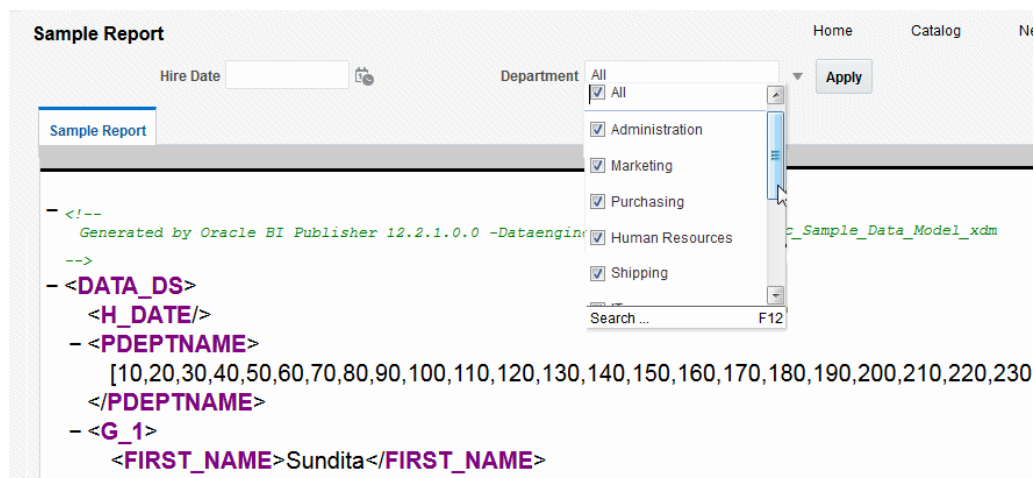 Sample Report
Home Catalog
Hire Date
Department All Apply
All
Sample Report
Administration
Marketing
Purchasing
<!--
Generated by Oracle BI Publisher 12.2.1.0.0 -Dataengin c_Sample_Data_Model_xdm
Human Resources
-->
Shipping
<DATA_DS>
<H_DATE/>
Search ... F12
<PDEPTNAME>
[10,20,30,40,50,60,70,80,90,100,110,120,130,140,150,160,170,180,190,200,210,220,230
</PDEPTNAME>
<G_1>
<FIRST_NAME>Sundita</FIRST_NAME>